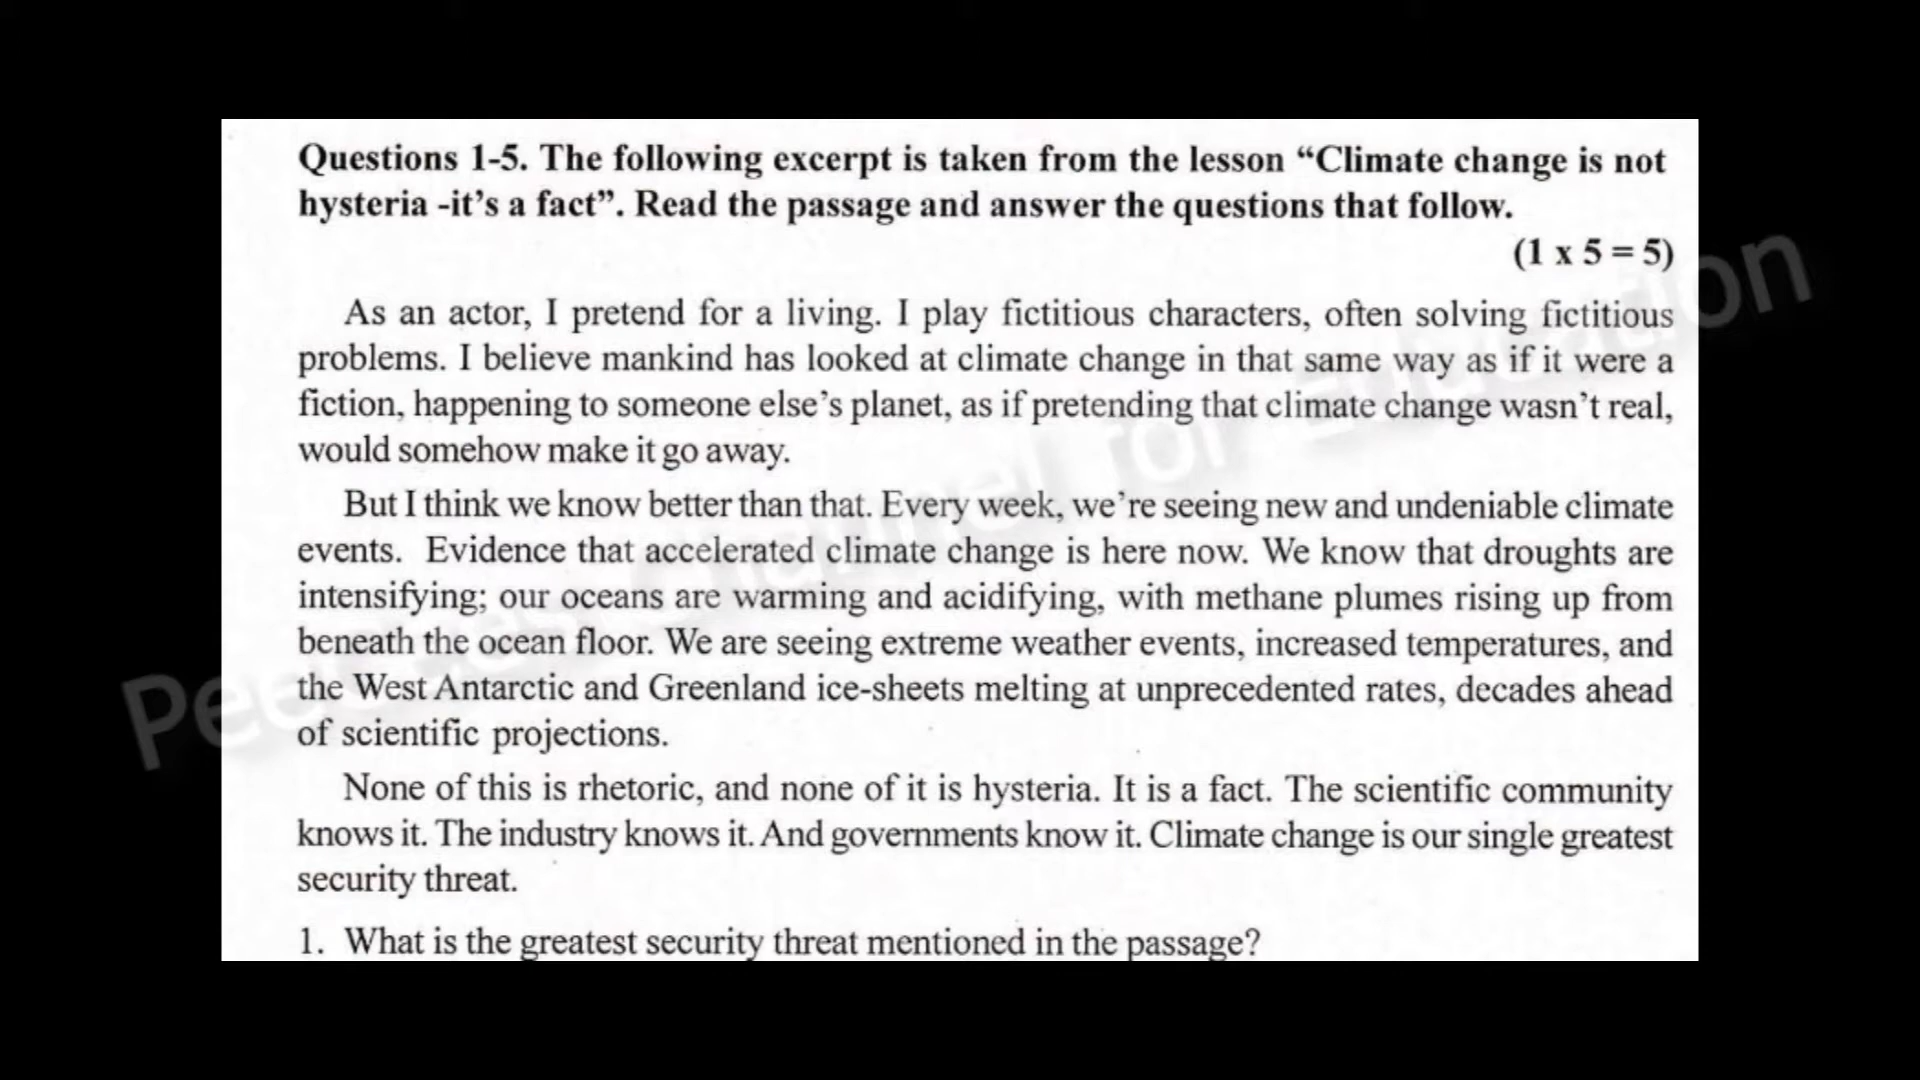 Questions 1-5. The following excerpt is taken from the lesson “Climate change is not
hysteria -it’s a fact”. Read the passage and answer the questions that follow.
(1 x 5 = 5)
As an actor, I pretend for a living. I play fictitious characters, often solving fictitious
problems. I believe mankind has looked at climate change in that same way as if it were a
fiction, happening to someone else’s planet, as if pretending that climate change wasn’t real,
would somehow make it go away.
But I think we know better than that. Every week, we’re seeing new and undeniable climate
events. Evidence that accelerated climate change is here now. We know that droughts are
intensifying; our oceans are warming and acidifying, with methane plumes rising up from
beneath the ocean floor. We are seeing extreme weather events, increased temperatures, and
the West Antarctic and Greenland ice-sheets melting at unprecedented rates, decades ahead
of scientific projections.
None of this is rhetoric, and none of it is hysteria. It is a fact. The scientific community
knows it. The industry knows it. And governments know it. Climate change is our single greatest
security threat.
1. What is the greatest security threat mentioned in the passage?
channel for education